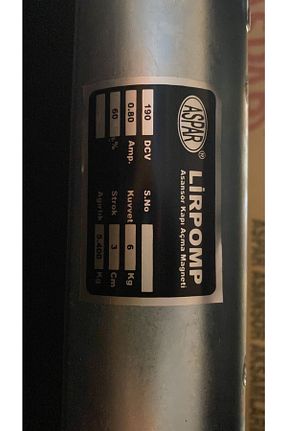 ASPAR®
LİRPOMP
Asansör Kapı Açma Magneti
190 DCV S.No
0.80 Amp. Kuvvet 6 Kg
60 % Strok 3 Cm
Ağırlık 5.400 Kg